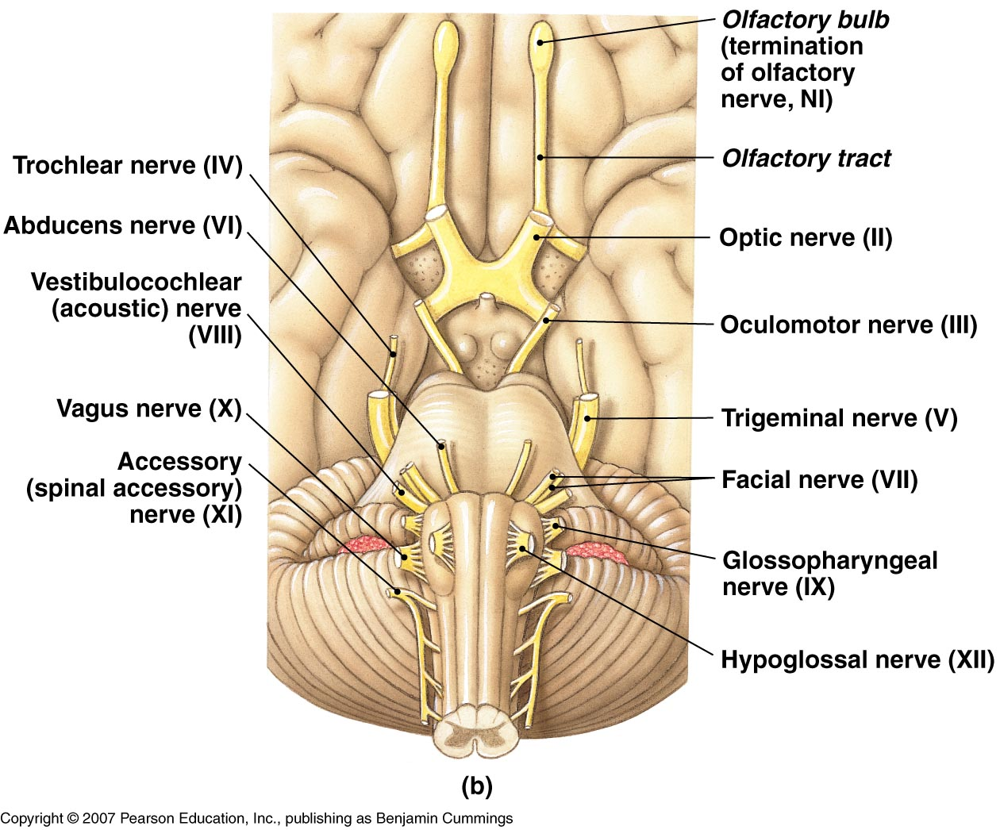 Olfactory bulb
(termination
of olfactory
nerve, NI)
Olfactory tract
Optic nerve (II)
Oculomotor nerve (III)
Trigeminal nerve (V)
Facial nerve (VII)
Glossopharyngeal
nerve (IX)
Hypoglossal nerve (XII)
Trochlear nerve (IV)
Abducens nerve (VI)
Vestibulocochlear
(acoustic) nerve
(VIII)
Vagus nerve (X)
Accessory
(spinal accessory)
nerve (XI)
(b)
Copyright © 2007 Pearson Education, Inc., publishing as Benjamin Cummings